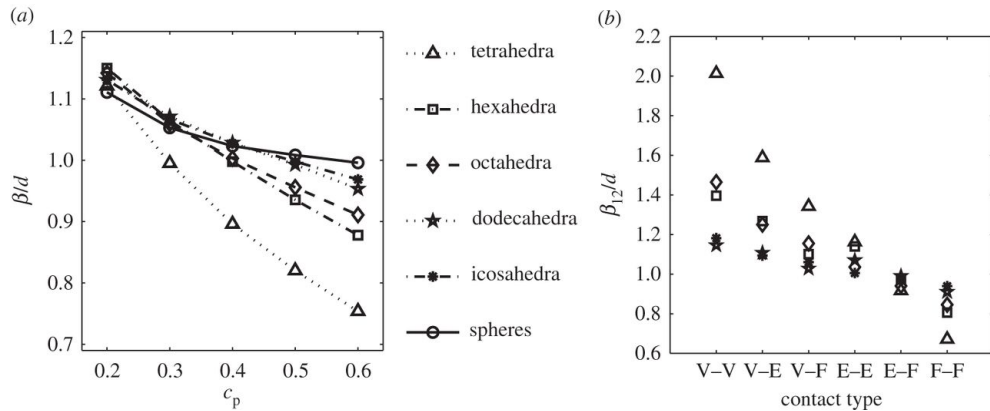 (a)
1.2
1.1
1.0
0.9
0.8
0.7
β/d
0.2 0.3 0.4 0.5 0.6
cp
tetrahedra
hexahedra
octahedra
dodecahedra
icosahedra
spheres
(b)
2.2
2.0
1.8
1.6
1.4
1.2
1.0
0.8
0.6
β12/d
V–V V–E V–F E–E E–F F–F
contact type